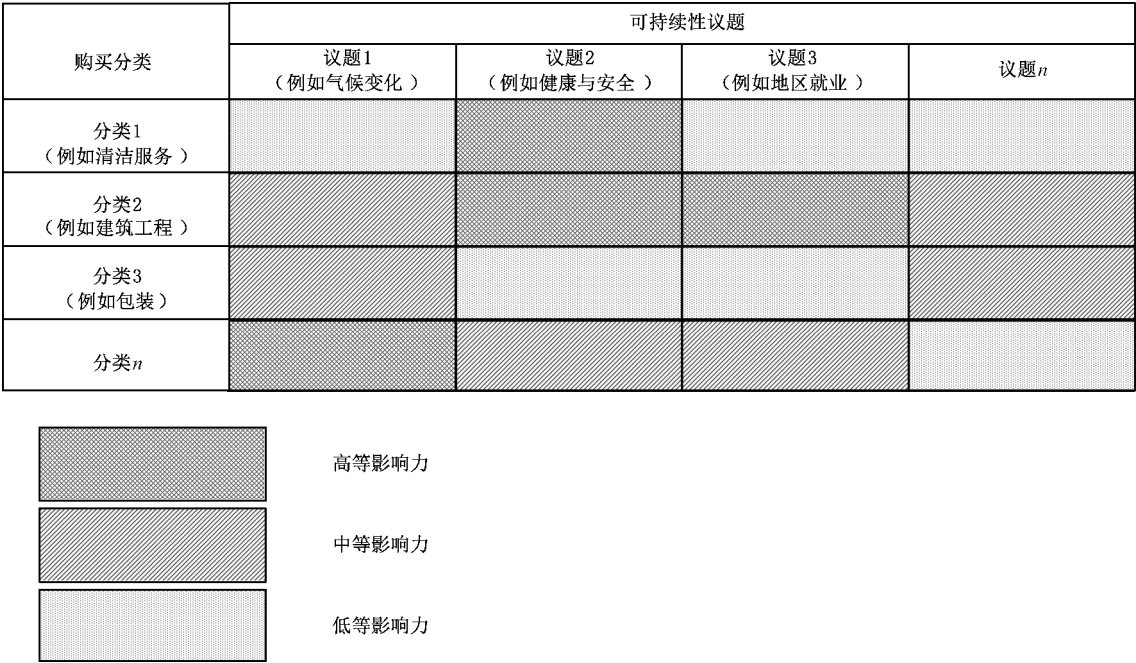 可持续性议题
购买分类
议题1
（例如气候变化）
议题2
（例如健康与安全）
议题3
（例如地区就业）
议题n
分类1
（例如清洁服务）
分类2
（例如建筑工程）
分类3
（例如包装）
分类n
高等影响力
中等影响力
低等影响力